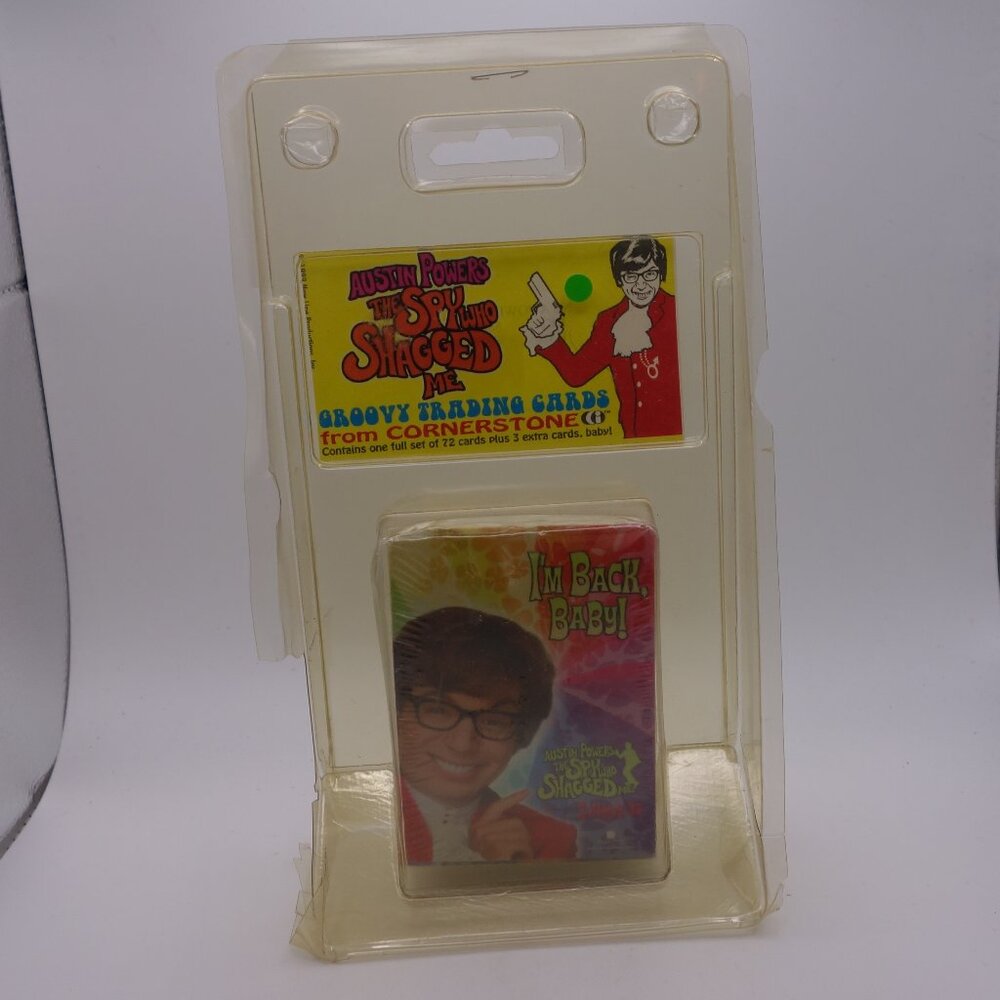 AUSTIN POWERS
THE SPY WHO
SHAGGED
ME
GROOVY TRADING CARDS
from CORNERSTONE
Contains one full set of 72 cards plus 3 extra cards, baby!
I'M BACK,
BABY!
AUSTIN POWERS
THE SPY WHO
SHAGGED ME